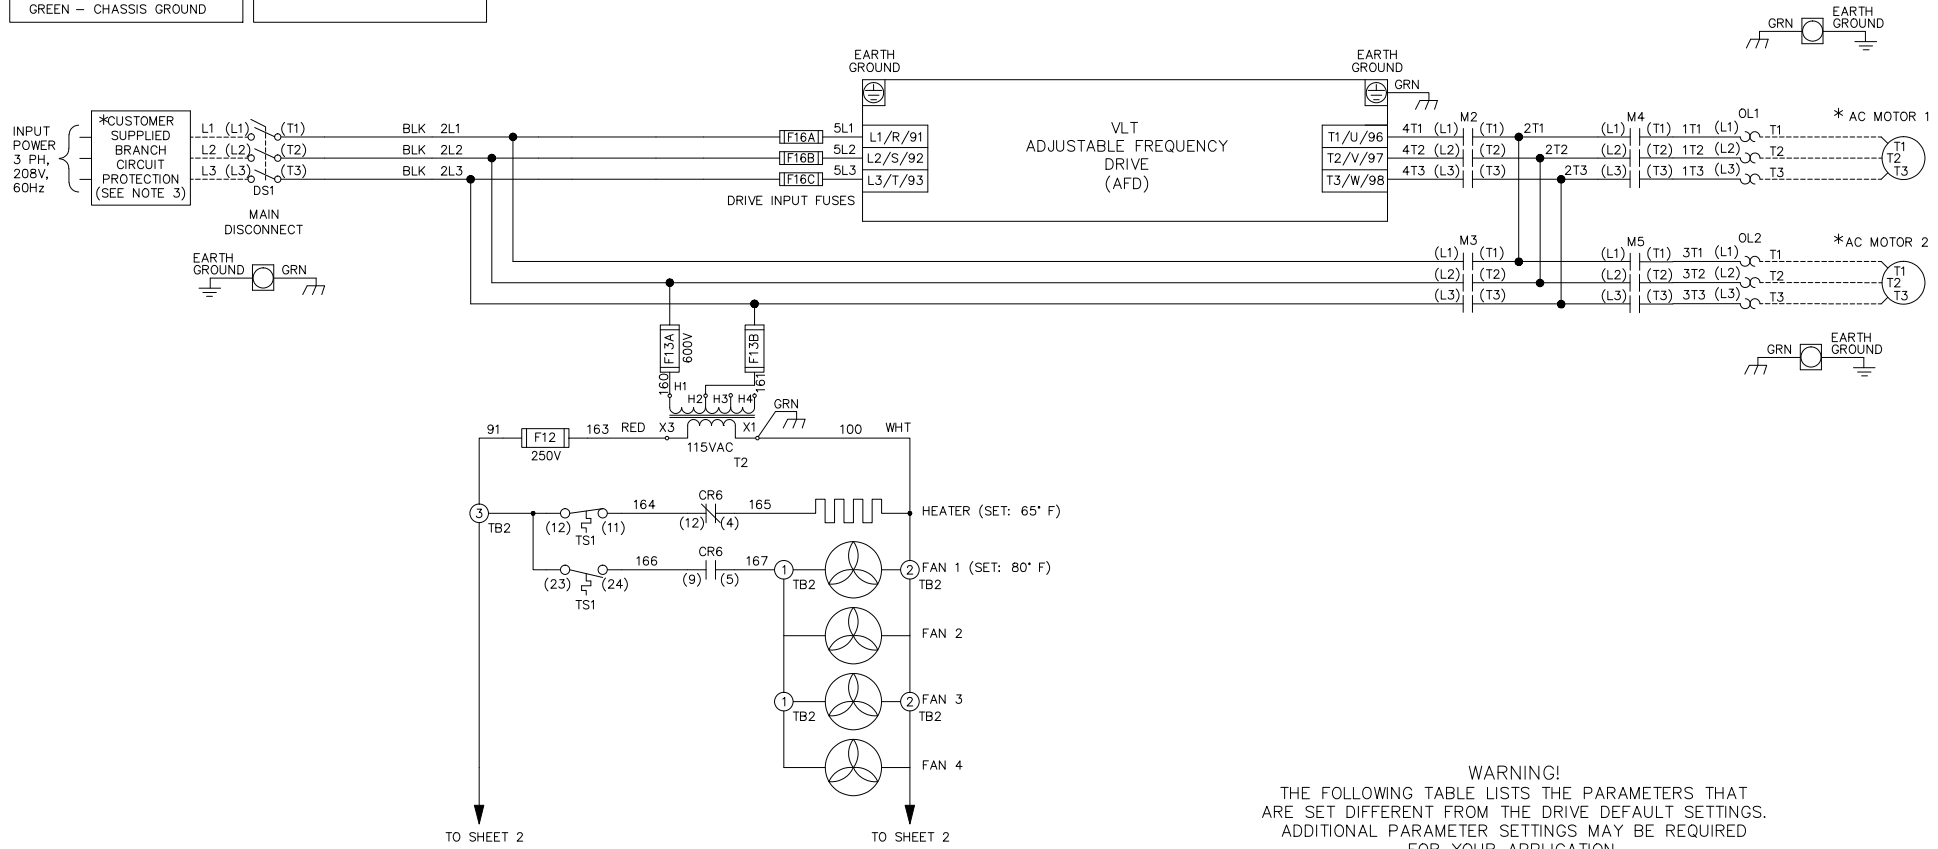 GREEN – CHASSIS GROUND
EARTH
GROUND
GRN
EARTH
GROUND
EARTH
GROUND
GRN
INPUT
POWER
3 PH,
208V,
60Hz
*CUSTOMER
SUPPLIED
BRANCH
CIRCUIT
PROTECTION
(SEE NOTE 3)
L1 (L1) (T1) BLK 2L1 F16A 5L1 L1/R/91
L2 (L2) (T2) BLK 2L2 F16B 5L2 L2/S/92
L3 (L3) (T3) BLK 2L3 F16C 5L3 L3/T/93
DS1
MAIN
DISCONNECT
DRIVE INPUT FUSES
VLT
ADJUSTABLE FREQUENCY
DRIVE
(AFD)
M2 M4 OL1 * AC MOTOR 1
T1/U/96 4T1 (L1) (T1) 2T1 (L1) (T1) 1T1 (L1) T1 T1
T2/V/97 4T2 (L2) (T2) 2T2 (L2) (T2) 1T2 (L2) T2 T2
T3/W/98 4T3 (L3) (T3) 2T3 (L3) (T3) 1T3 (L3) T3 T3
EARTH
GROUND
GRN
M3 M5 OL2 *AC MOTOR 2
(L1) (T1) (L1) (T1) 3T1 (L1) T1 T1
(L2) (T2) (L2) (T2) 3T2 (L2) T2 T2
(L3) (T3) (L3) (T3) 3T3 (L3) T3 T3
GRN
EARTH
GROUND
F13A
600V
F13B
160
161
H1
H2 H3 H4
GRN
91 F12 163 RED X3 X1 100 WHT
250V
115VAC
T2
3
TB2
(12) (11)
TS1
164
CR6
(12) (4)
165
HEATER (SET: 65° F)
(23) (24)
TS1
166
CR6
(9) (5)
167
1
TB2
2
TB2
FAN 1 (SET: 80° F)
FAN 2
1
TB2
2
TB2
FAN 3
FAN 4
TO SHEET 2
TO SHEET 2
WARNING!
THE FOLLOWING TABLE LISTS THE PARAMETERS THAT
ARE SET DIFFERENT FROM THE DRIVE DEFAULT SETTINGS.
ADDITIONAL PARAMETER SETTINGS MAY BE REQUIRED
FOR YOUR APPLICATION